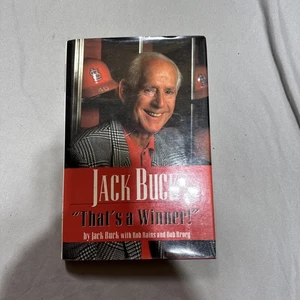 JACK BUCK
"That's a Winner!"
by Jack Buck with Rob Rains and Bob Broeg